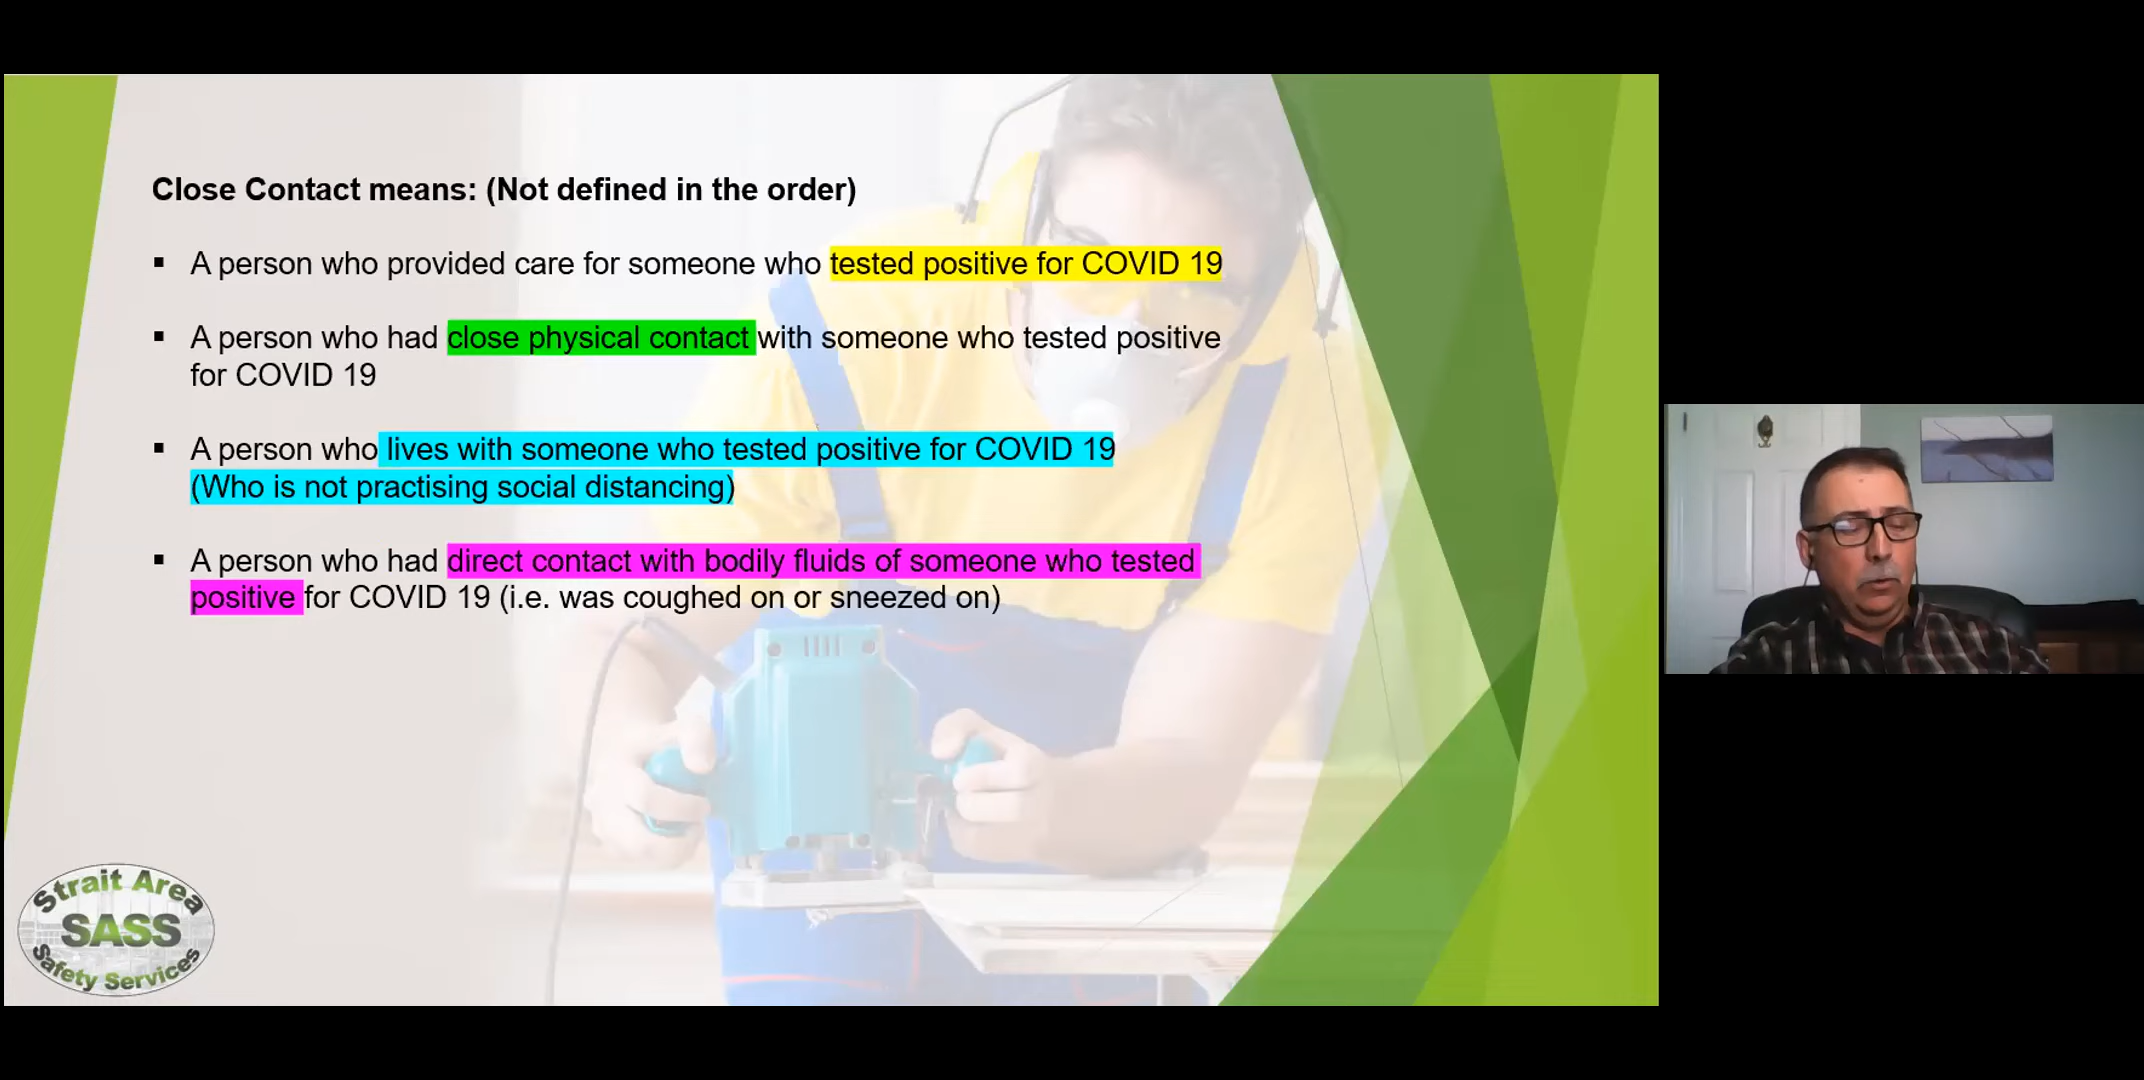 Close Contact means: (Not defined in the order)
▪ A person who provided care for someone who tested positive for COVID 19
▪ A person who had close physical contact with someone who tested positive
for COVID 19
▪ A person who lives with someone who tested positive for COVID 19
(Who is not practising social distancing)
▪ A person who had direct contact with bodily fluids of someone who tested
positive for COVID 19 (i.e. was coughed on or sneezed on)
Strait Area
SASS
Safety Services